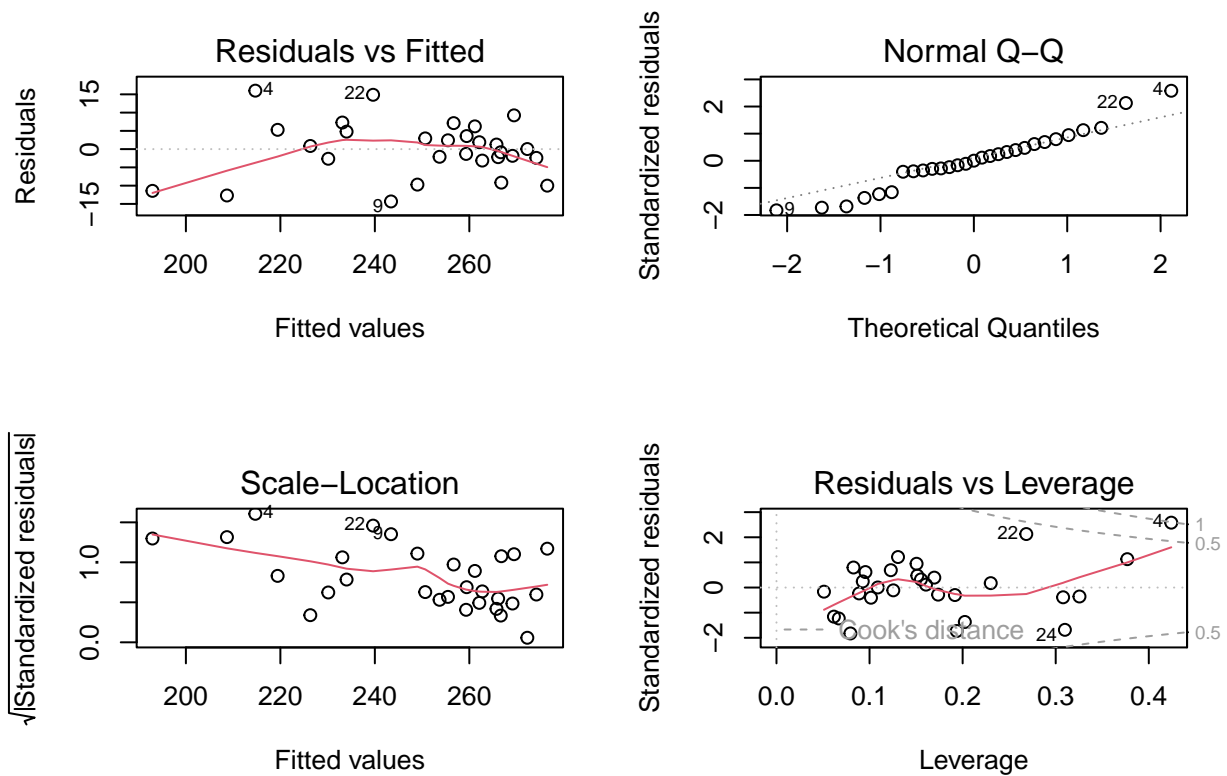 Residuals vs Fitted
Residuals
15
0
−15
4
22
9
200 220 240 260
Fitted values
Normal Q−Q
Standardized residuals
2
0
−2
4
22
9
−2 −1 0 1 2
Theoretical Quantiles
Scale−Location
√|Standardized residuals|
1.0
0.0
4
22
9
200 220 240 260
Fitted values
Residuals vs Leverage
Standardized residuals
2
0
−2
4
22
24
1
0.5
0.5
Cook's distance
0.0 0.1 0.2 0.3 0.4
Leverage